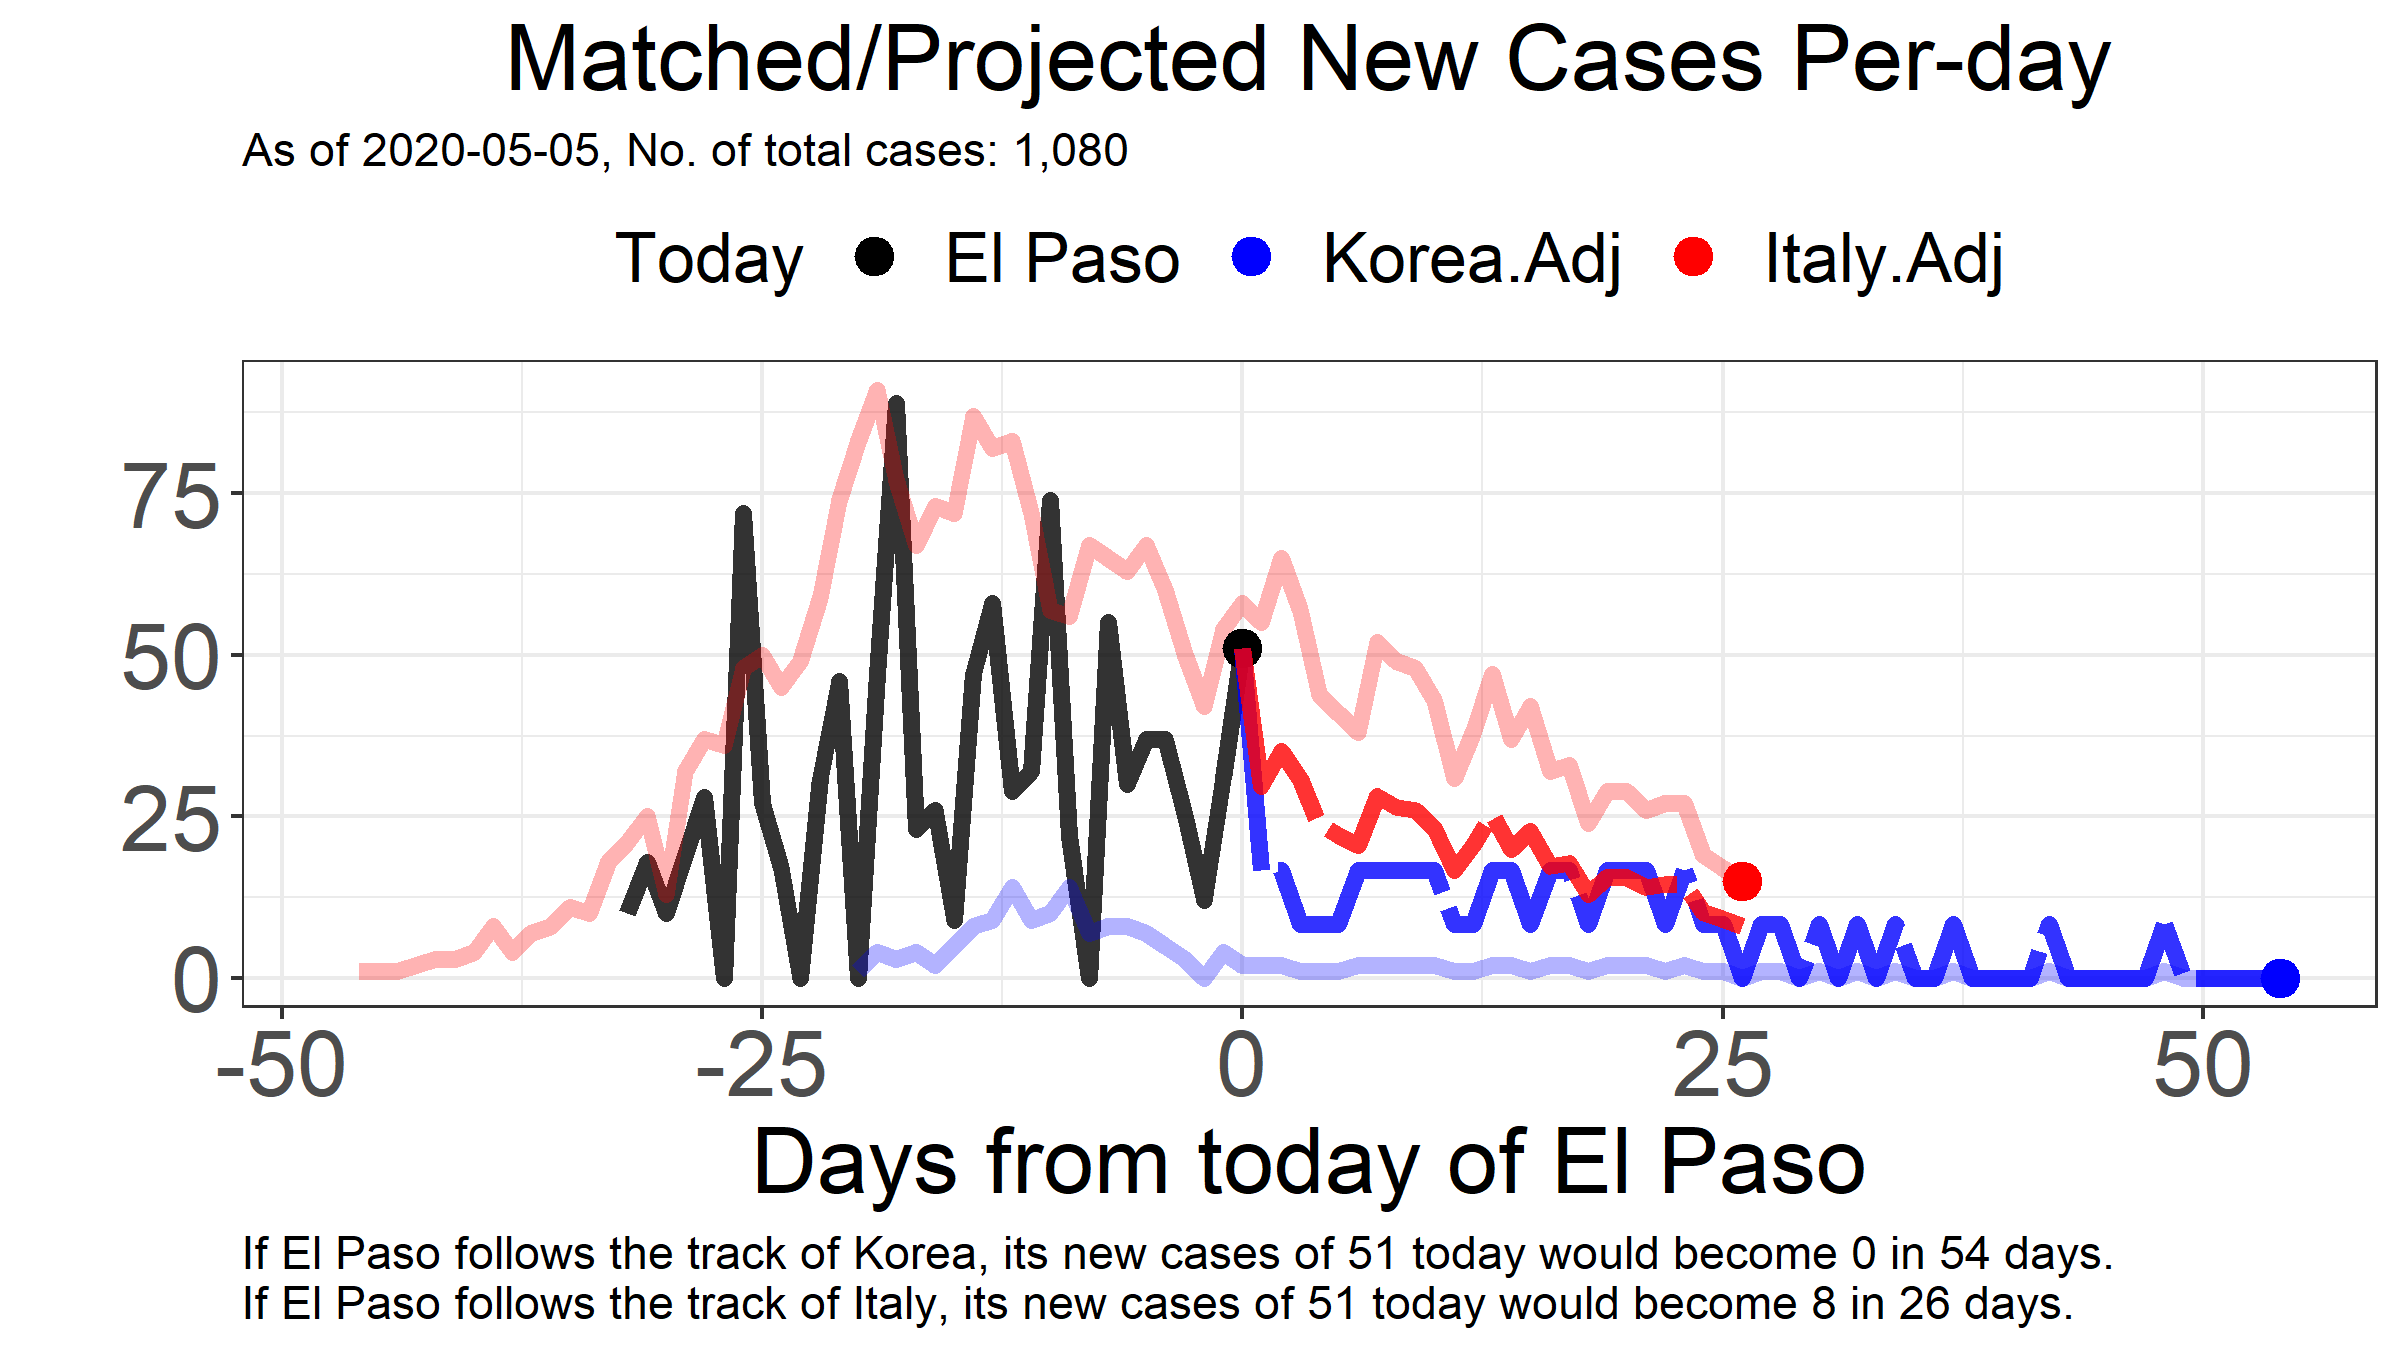 Matched/Projected New Cases Per-day
As of 2020-05-05, No. of total cases: 1,080
Today El Paso Korea.Adj Italy.Adj
75
50
25
0
-50 -25 0 25 50
Days from today of El Paso
If El Paso follows the track of Korea, its new cases of 51 today would become 0 in 54 days.
If El Paso follows the track of Italy, its new cases of 51 today would become 8 in 26 days.